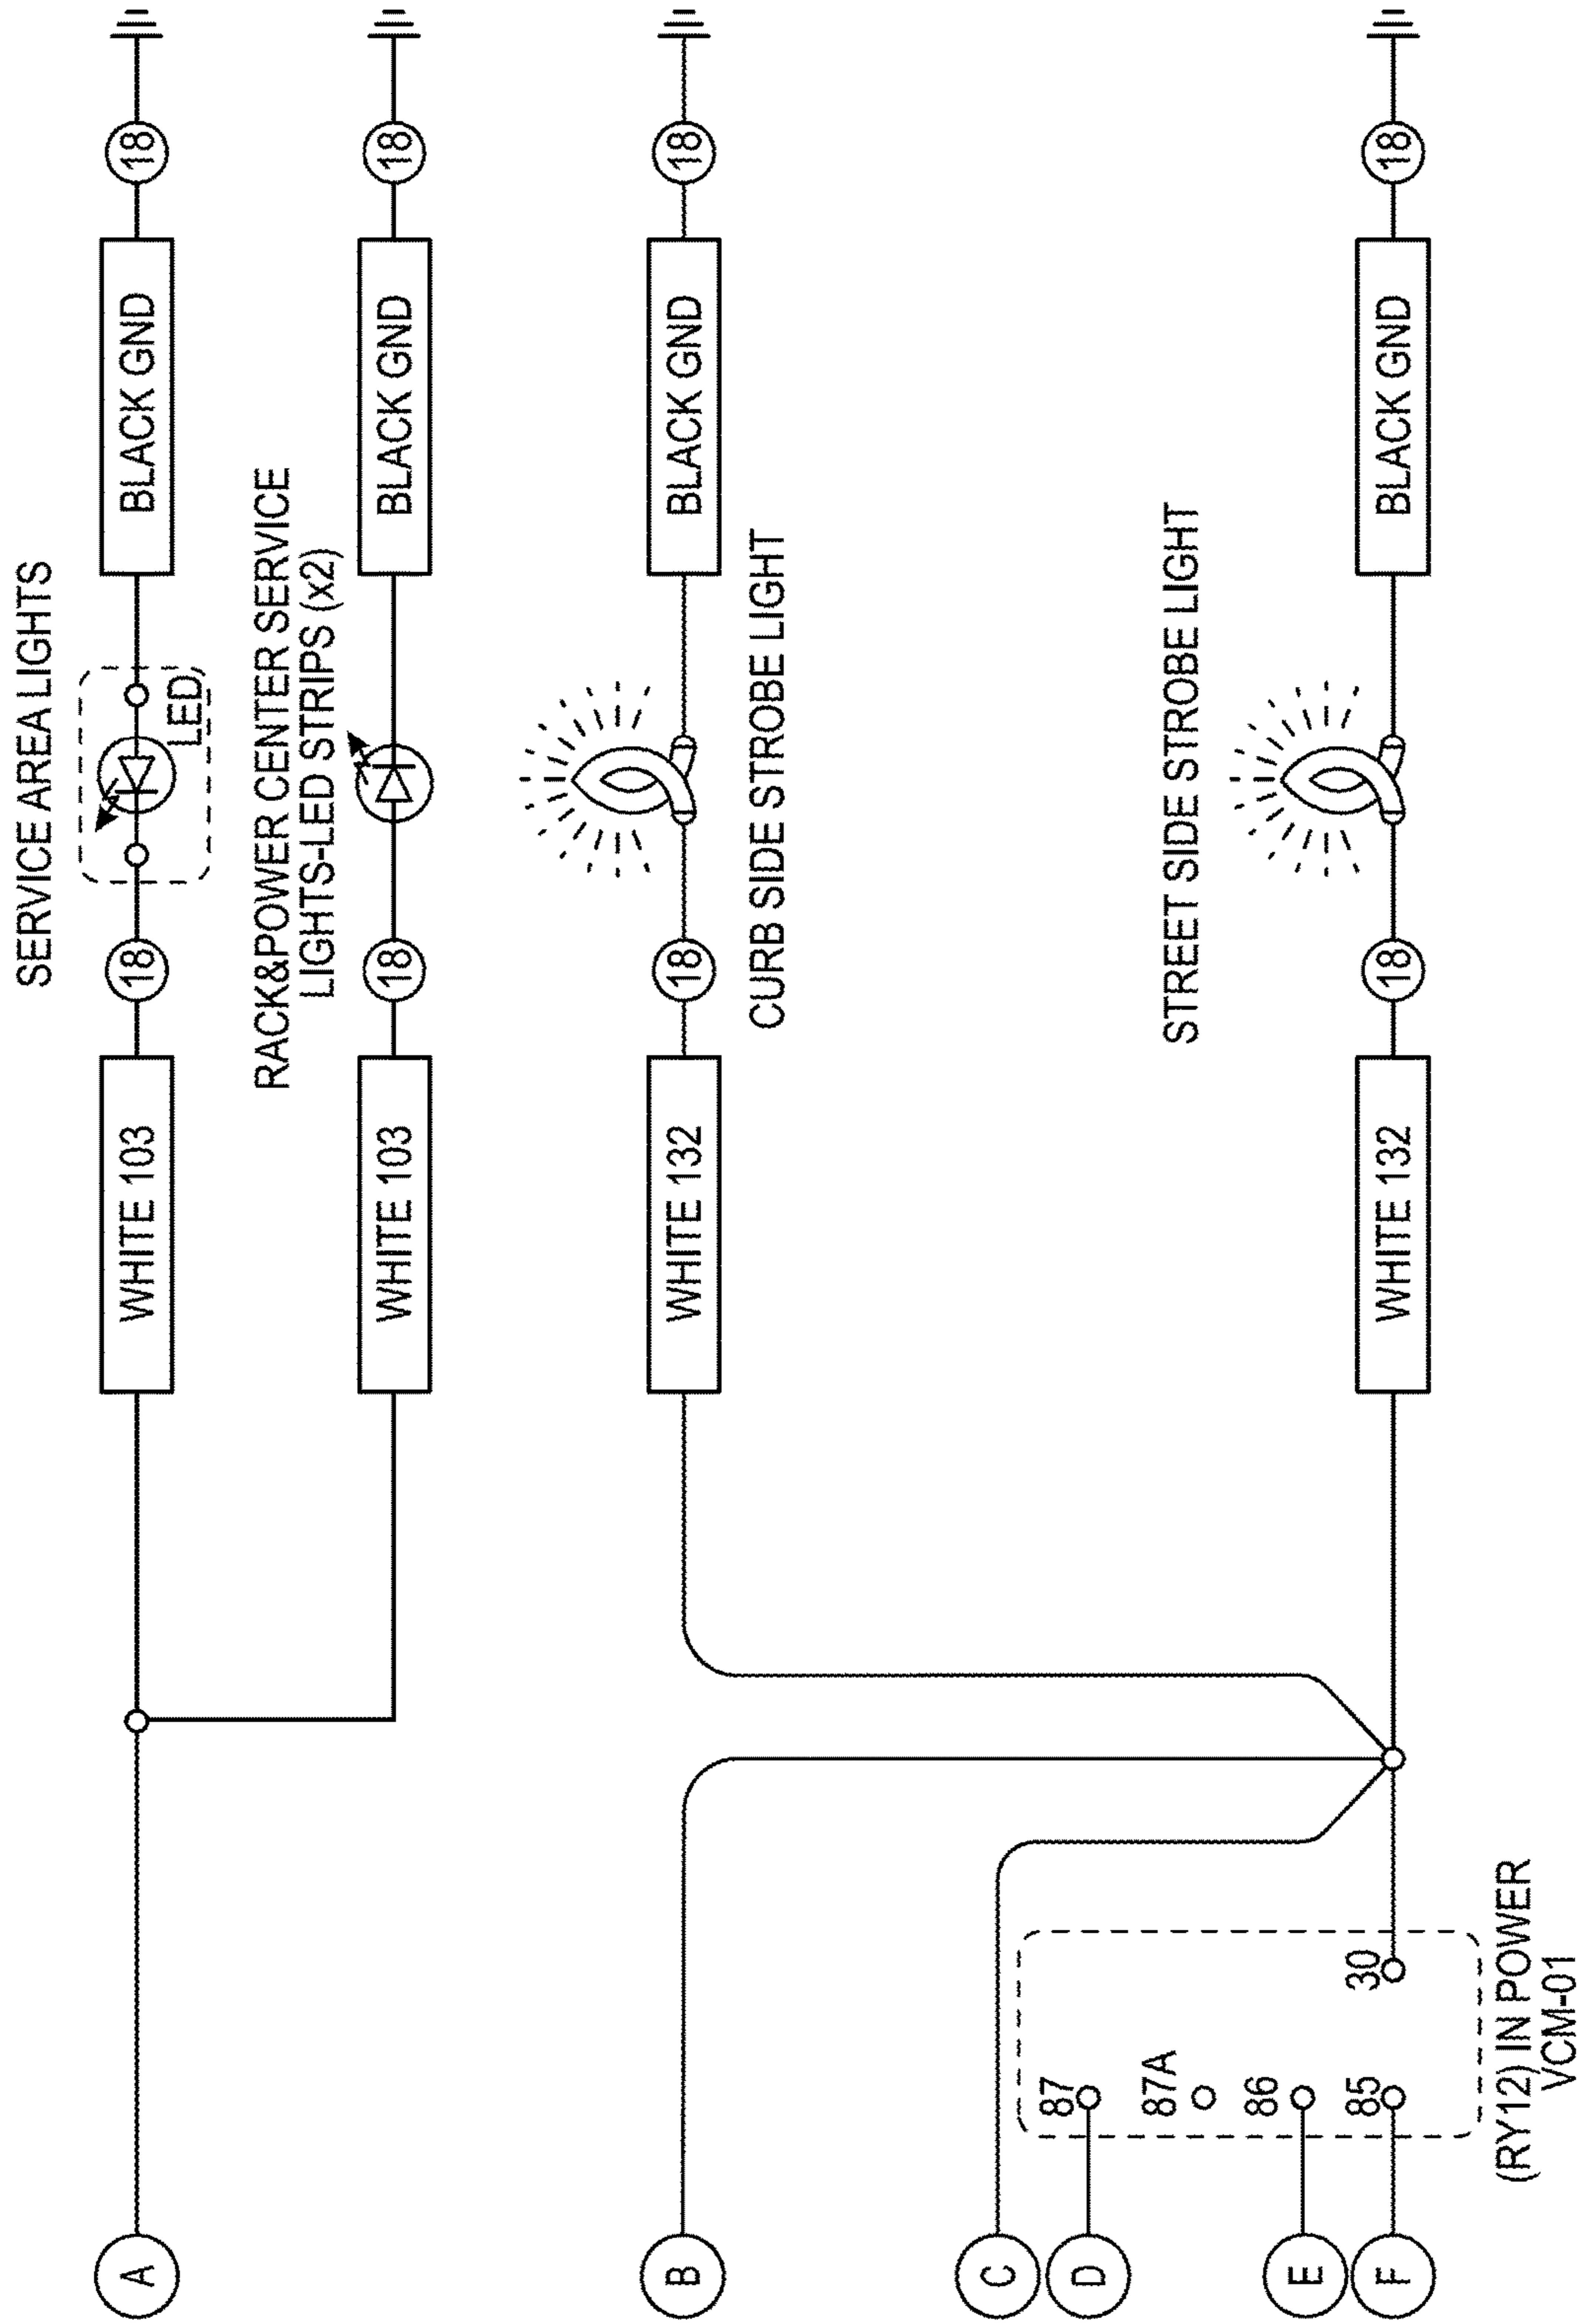 SERVICE AREA LIGHTS
A
WHITE 103
18
LED
BLACK GND
18
RACK&POWER CENTER SERVICE
LIGHTS-LED STRIPS (x2)
WHITE 103
18
BLACK GND
18
B
WHITE 132
18
BLACK GND
18
CURB SIDE STROBE LIGHT
C
D
87
87A
E
86
STREET SIDE STROBE LIGHT
F
85
30
WHITE 132
18
BLACK GND
18
(RY12) IN POWER
VCM-01